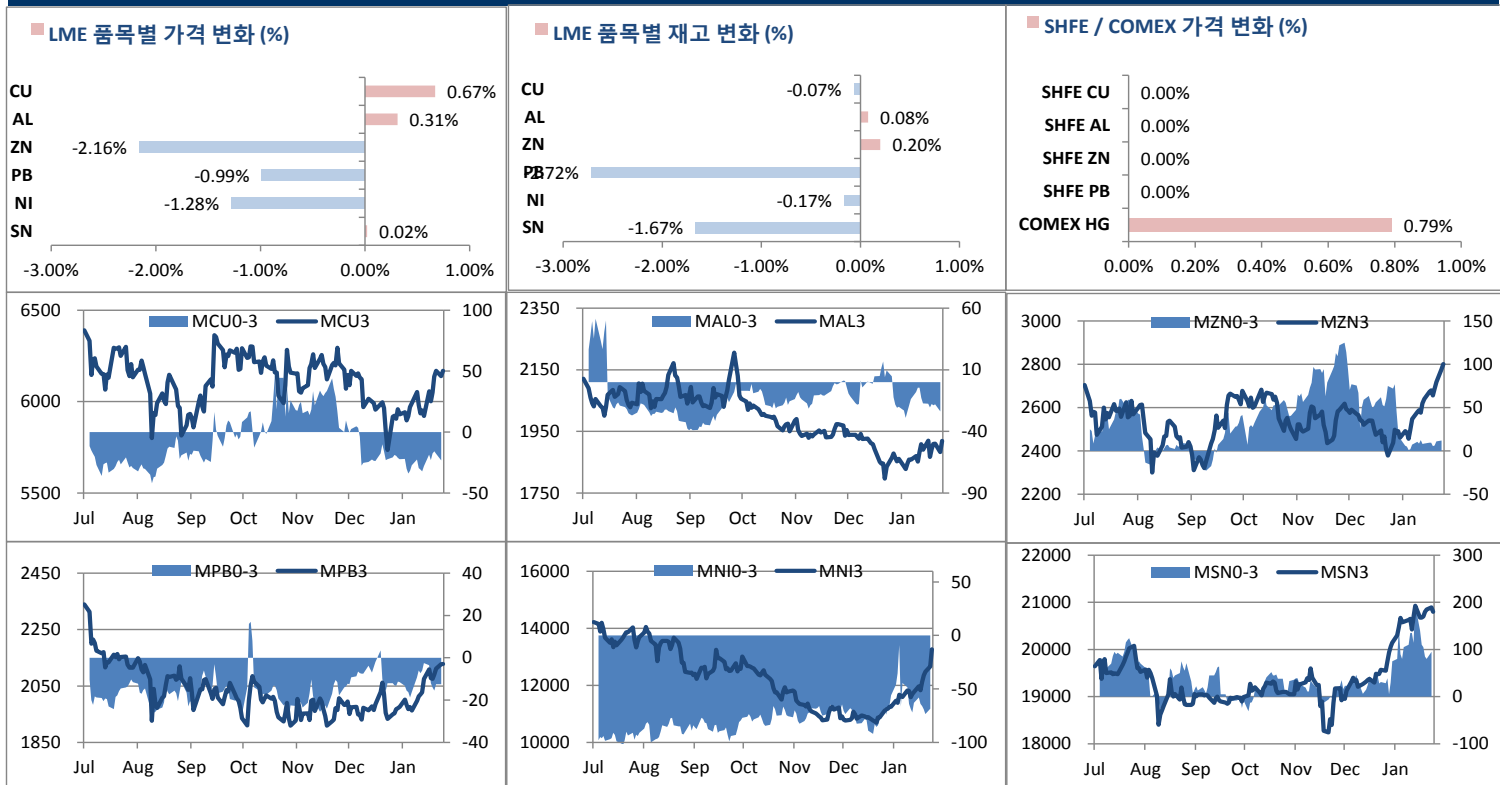 LME 품목별 가격 변화 (%)
CU
0.67%
AL
0.31%
ZN
-2.16%
PB
-0.99%
NI
-1.28%
SN
0.02%
-3.00% -2.00% -1.00% 0.00% 1.00%
LME 품목별 재고 변화 (%)
CU
-0.07%
AL
0.08%
ZN
0.20%
PB
-2.72%
NI
-0.17%
SN
-1.67%
-3.00% -2.00% -1.00% 0.00% 1.00%
SHFE / COMEX 가격 변화 (%)
SHFE CU 0.00%
SHFE AL 0.00%
SHFE ZN 0.00%
SHFE PB 0.00%
COMEX HG 0.79%
0.00% 0.20% 0.40% 0.60% 0.80% 1.00%
MCU0-3 MCU3
6500 100
50
6000
0
5500 -50
Jul Aug Sep Oct Nov Dec Jan
MAL0-3 MAL3
2350 60
2150 10
1950 -40
1750 -90
Jul Aug Sep Oct Nov Dec Jan
MZN0-3 MZN3
3000 150
2800 100
2600 50
2400 0
2200 -50
Jul Aug Sep Oct Nov Dec Jan
MPB0-3 MPB3
2450 40
20
2250
0
2050
-20
1850 -40
Jul Aug Sep Oct Nov Dec Jan
MNI0-3 MNI3
16000
50
14000
0
12000
-50
10000 -100
Jul Aug Sep Oct Nov Dec Jan
MSN0-3 MSN3
22000 300
21000 200
20000
100
19000
0
18000 -100
Jul Aug Sep Oct Nov Dec Jan